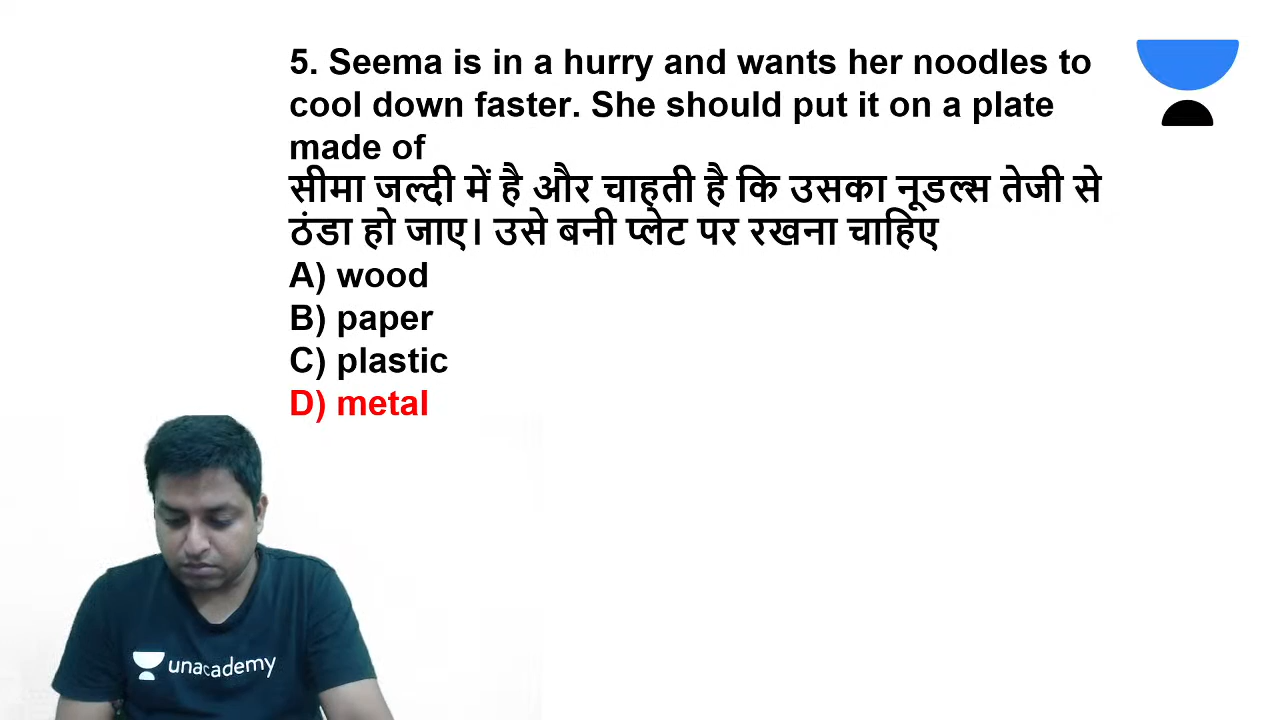 5. Seema is in a hurry and wants her noodles to
cool down faster. She should put it on a plate
made of
सीमा जल्दी में है और चाहती है कि उसका नूडल्स तेजी से
ठंडा हो जाए। उसे बनी प्लेट पर रखना चाहिए
A) wood
B) paper
C) plastic
D) metal
unacademy